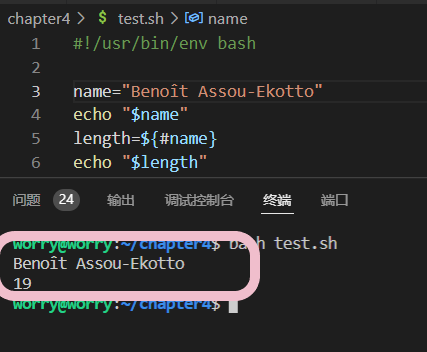 chapter4 > $ test.sh > name
1 #!/usr/bin/env bash
2
3 name="Benoît Assou-Ekotto"
4 echo "$name"
5 length=${#name}
6 echo "$length"
问题 24 输出 调试控制台 终端 端口
worry@worry:~/chapter4$ bash test.sh
Benoît Assou-Ekotto
19
worry@worry:~/chapter4$